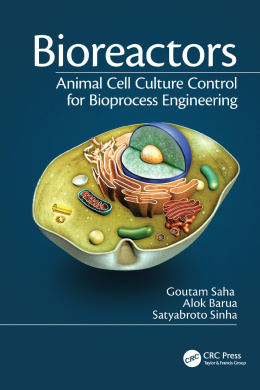 Bioreactors
Animal Cell Culture Control
for Bioprocess Engineering
Goutam Saha
Alok Barua
Satyabroto Sinha
CRC
CRC Press
Taylor & Francis Group